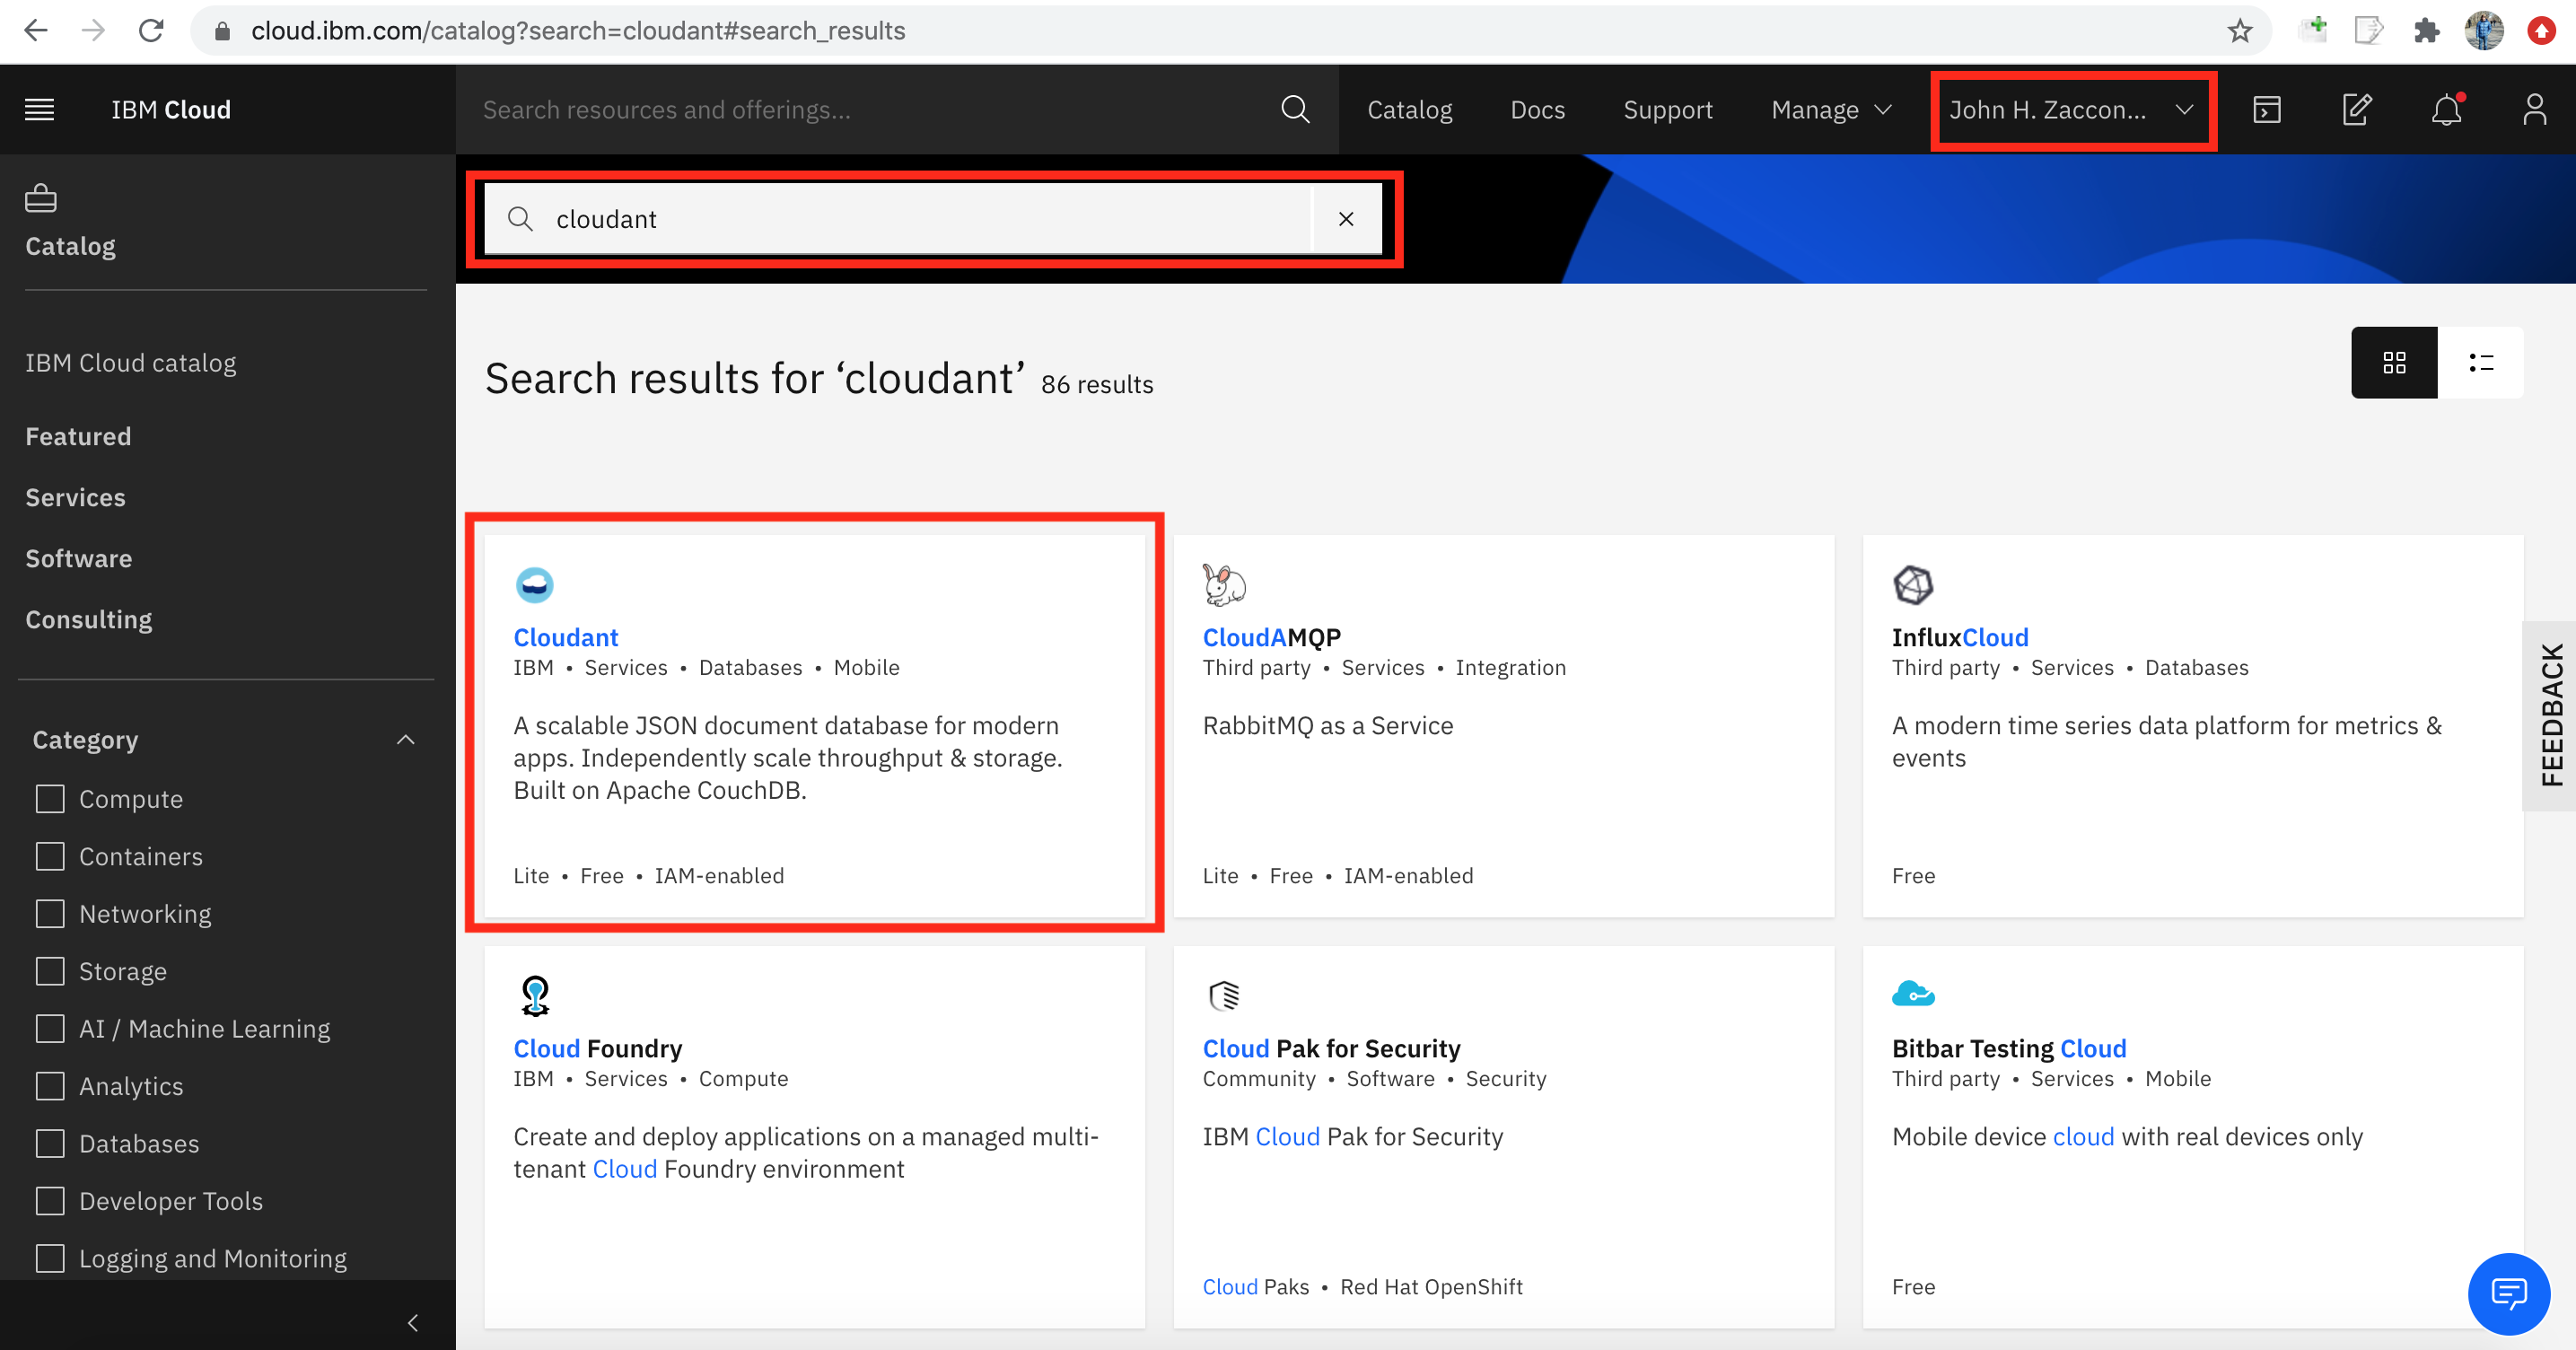 cloud.ibm.com/catalog?search=cloudant#search_results
IBM Cloud
Search resources and offerings...
Catalog
Docs
Support
Manage
John H. Zaccon...
Catalog
IBM Cloud catalog
Featured
Services
Software
Consulting
Category
Compute
Containers
Networking
Storage
AI / Machine Learning
Analytics
Databases
Developer Tools
Logging and Monitoring
cloudant
Search results for ‘cloudant’ 86 results
Cloudant
IBM • Services • Databases • Mobile
A scalable JSON document database for modern
apps. Independently scale throughput & storage.
Built on Apache CouchDB.
Lite • Free • IAM-enabled
CloudAMQP
Third party • Services • Integration
RabbitMQ as a Service
Lite • Free • IAM-enabled
InfluxCloud
Third party • Services • Databases
A modern time series data platform for metrics &
events
Free
Cloud Foundry
IBM • Services • Compute
Create and deploy applications on a managed multi-
tenant Cloud Foundry environment
Cloud Pak for Security
Community • Software • Security
IBM Cloud Pak for Security
Cloud Paks • Red Hat OpenShift
Bitbar Testing Cloud
Third party • Services • Mobile
Mobile device cloud with real devices only
Free
FEEDBACK